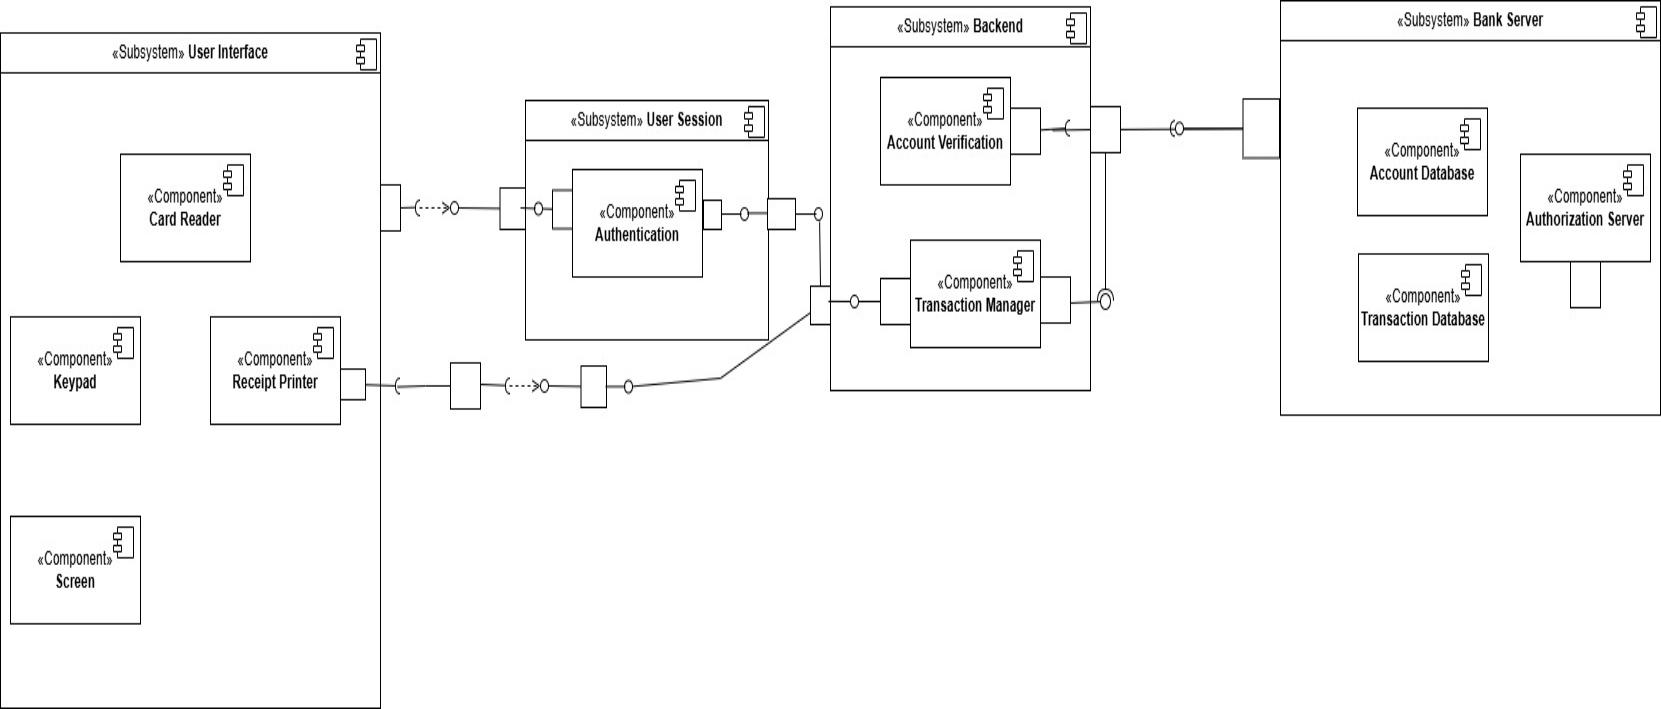 «Subsystem» User Interface
«Component»
Card Reader
«Component»
Keypad
«Component»
Receipt Printer
«Component»
Screen
«Subsystem» User Session
«Component»
Authentication
«Subsystem» Backend
«Component»
Account Verification
«Component»
Transaction Manager
«Subsystem» Bank Server
«Component»
Account Database
«Component»
Authorization Server
«Component»
Transaction Database